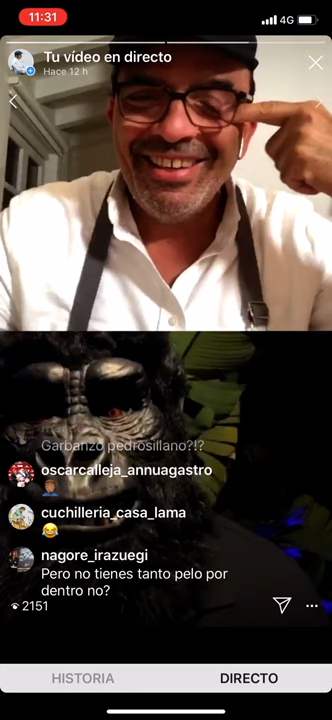 11:31
4G
Tu vídeo en directo
Hace 12 h
Garbanzo pedrosillano?!?
oscarcalleja_annuagastro
cuchilleria_casa_lama
nagore_irazuegi
Pero no tienes tanto pelo por
dentro no?
2151
HISTORIA
DIRECTO